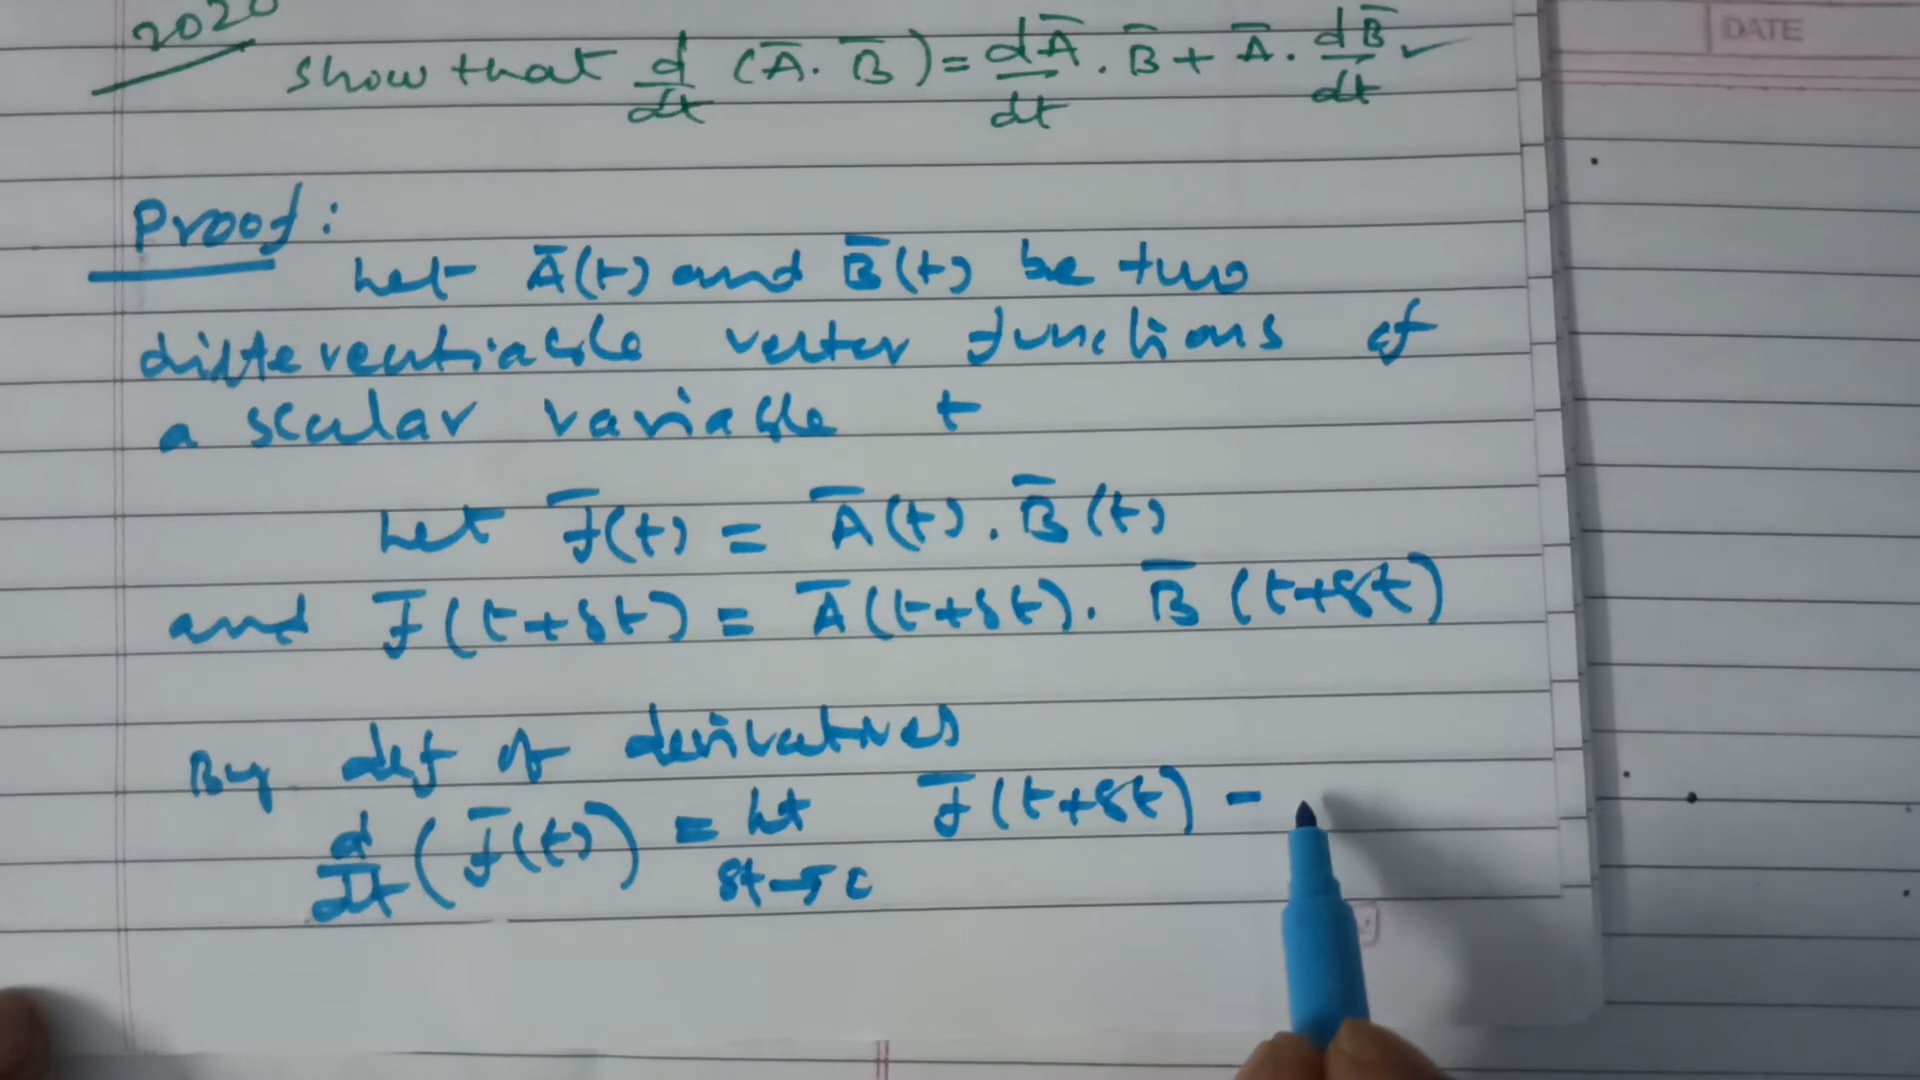 2020
show that d/dt (Ā. B̄) = dĀ/dt . B̄ + Ā. dB̄/dt ✓
DATE
Proof:
Let Ā(t) and B̄(t) be two
differentiable vector functions of
a scalar variable t
Let f̄(t) = Ā(t). B̄(t)
and f̄(t+δt) = Ā(t+δt). B̄(t+δt)
By def of derivatives
d/dt (f̄(t)) = Lt δt→0 f̄(t+δt) -